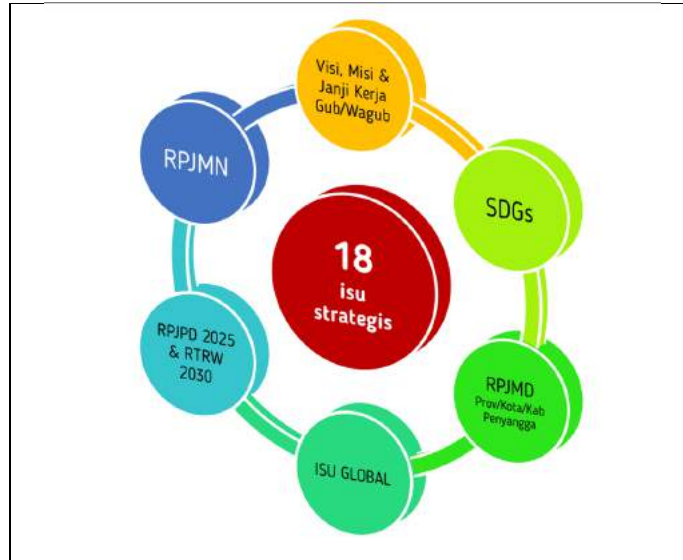 Visi, Misi &
Janji Kerja
Gub/Wagub
RPJMN
SDGs
18
isu
strategis
RPJPD 2025
& RTRW
2030
RPJMD
Prov/Kota/Kab
Penyangga
ISU GLOBAL